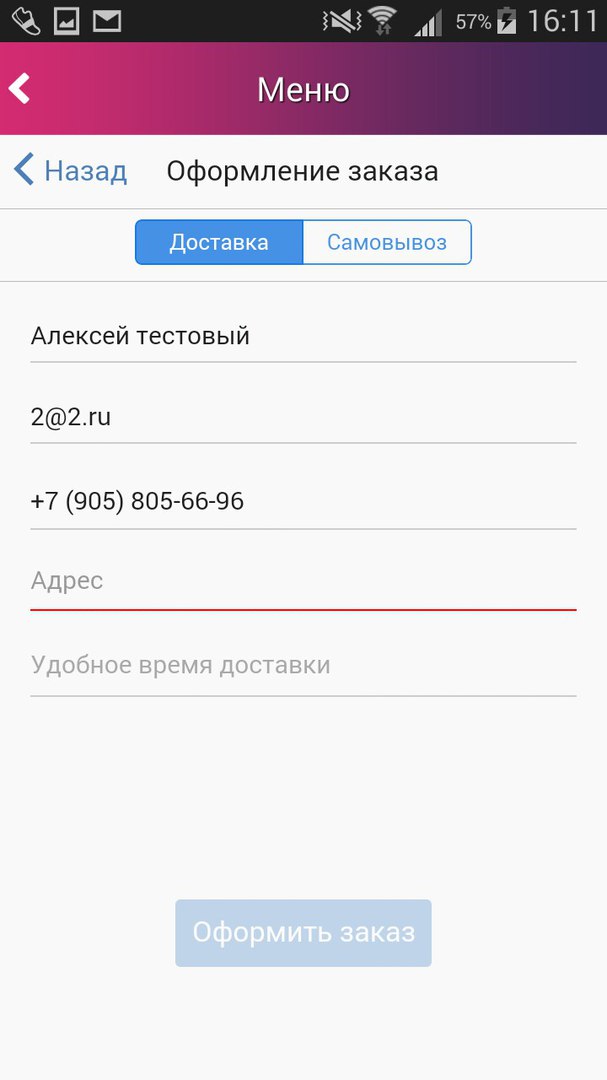 57% 16:11
Меню
Назад Оформление заказа
Доставка Самовывоз
Алексей тестовый
2@2.ru
+7 (905) 805-66-96
Адрес
Удобное время доставки
Оформить заказ